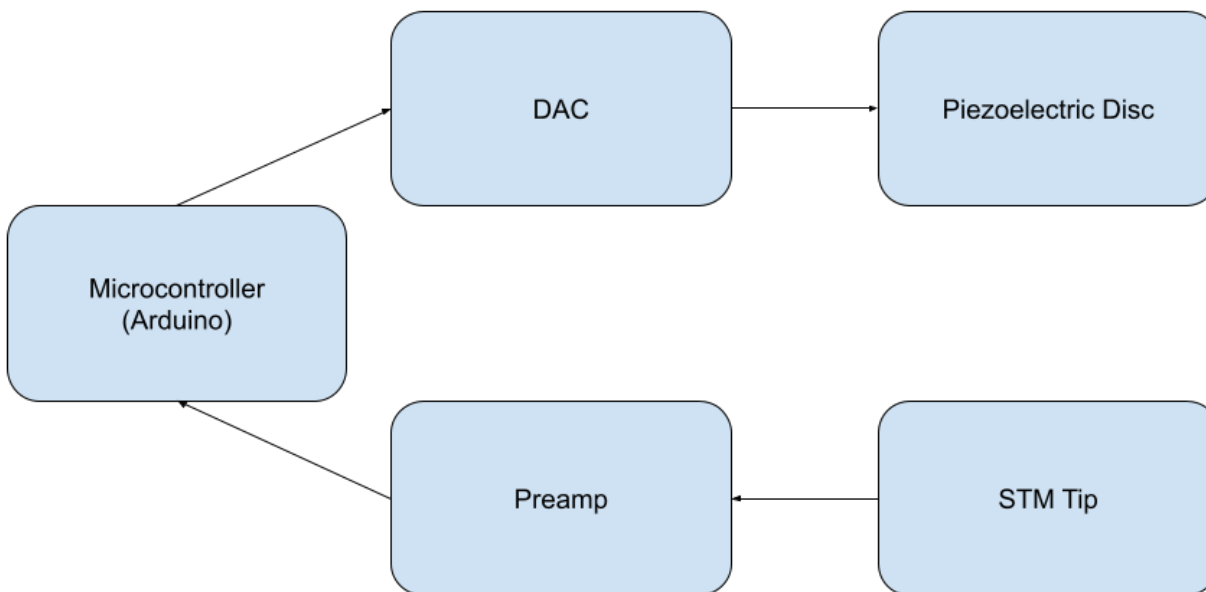 DAC
Piezoelectric Disc
Microcontroller
(Arduino)
Preamp
STM Tip